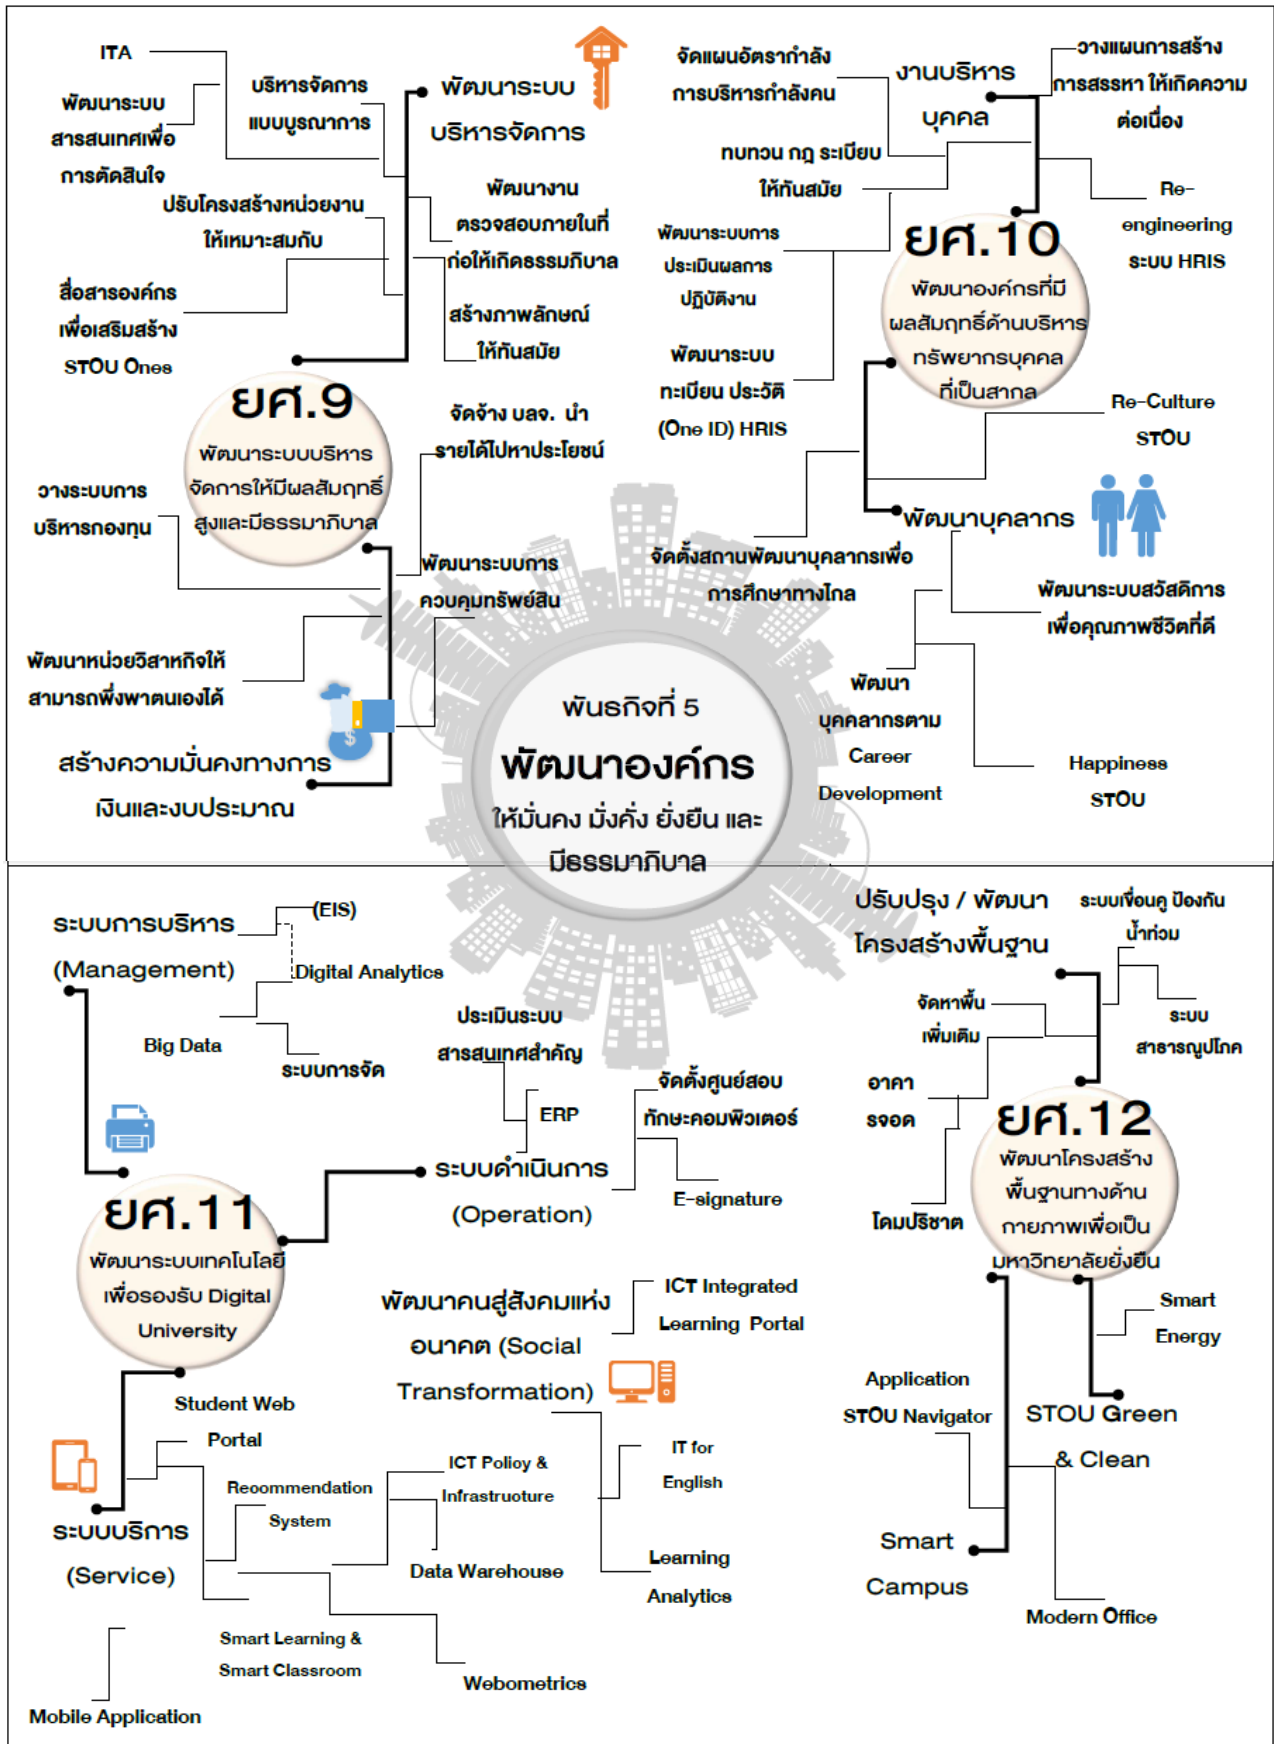 ITA
พัฒนาระบบ
สารสนเทศเพื่อ
การตัดสินใจ
บริหารจัดการ
แบบบูรณาการ
พัฒนาระบบ
บริหารจัดการ
ปรับโครงสร้างหน่วยงาน
ให้เหมาะสมกับ
พัฒนางาน
ตรวจสอบภายในที่
ก่อให้เกิดธรรมภิบาล
สื่อสารองค์กร
เพื่อเสริมสร้าง
STOU Ones
สร้างภาพลักษณ์
ให้ทันสมัย
ยศ.9
พัฒนาระบบบริหาร
จัดการให้มีผลสัมฤทธิ์
สูงและมีธรรมาภิบาล
จัดจ้าง บลจ. นำ
รายได้ไปหาประโยชน์
วางระบบการ
บริหารกองทุน
พัฒนาระบบการ
ควบคุมทรัพย์สิน
พัฒนาหน่วยวิสาหกิจให้
สามารถพึ่งพาตนเองได้
สร้างความมั่นคงทางการ
เงินและงบประมาณ
จัดแผนอัตรากำลัง
การบริหารกำลังคน
งานบริหาร
บุคคล
วางแผนการสร้าง
การสรรหา ให้เกิดความ
ต่อเนื่อง
ทบทวน กฎ ระเบียบ
ให้ทันสมัย
Re-
engineering
ระบบ HRIS
พัฒนาระบบการ
ประเมินผลการ
ปฏิบัติงาน
ยศ.10
พัฒนาองค์กรที่มี
ผลสัมฤทธิ์ด้านบริหาร
ทรัพยากรบุคคล
ที่เป็นสากล
พัฒนาระบบ
ทะเบียน ประวัติ
(One ID) HRIS
Re-Culture
STOU
พัฒนาบุคลากร
จัดตั้งสถานพัฒนาบุคลากรเพื่อ
การศึกษาทางไกล
พัฒนาระบบสวัสดิการ
เพื่อคุณภาพชีวิตที่ดี
พัฒนา
บุคคลากรตาม
Career
Development
Happiness
STOU
พันธกิจที่ 5
พัฒนาองค์กร
ให้มั่นคง มั่งคั่ง ยั่งยืน และ
มีธรรมาภิบาล
ระบบการบริหาร
(Management)
(EIS)
Digital Analytics
Big Data
ระบบการจัด
ประเมินระบบ
สารสนเทศสำคัญ
ERP
จัดตั้งศูนย์สอบ
ทักษะคอมพิวเตอร์
ระบบดำเนินการ
(Operation)
E-signature
ยศ.11
พัฒนาระบบเทคโนโลยี
เพื่อรองรับ Digital
University
พัฒนาคนสู่สังคมแห่ง
อนาคต (Social
Transformation)
ICT Integrated
Learning Portal
Student Web
Portal
IT for
English
ICT Policy &
Infrastructure
Recommendation
System
ระบบบริการ
(Service)
Data Warehouse
Learning
Analytics
Smart Learning &
Smart Classroom
Webometrics
Mobile Application
ปรับปรุง / พัฒนา
โครงสร้างพื้นฐาน
ระบบเขื่อนคู ป้องกัน
น้ำท่วม
จัดหาพื้น
เพิ่มเติม
ระบบ
สาธารณูปโภค
อาคา
รจอด
ยศ.12
พัฒนาโครงสร้าง
พื้นฐานทางด้าน
กายภาพเพื่อเป็น
มหาวิทยาลัยยั่งยืน
โดมปริชาต
Smart
Energy
Application
STOU Navigator
STOU Green
& Clean
Smart
Campus
Modern Office